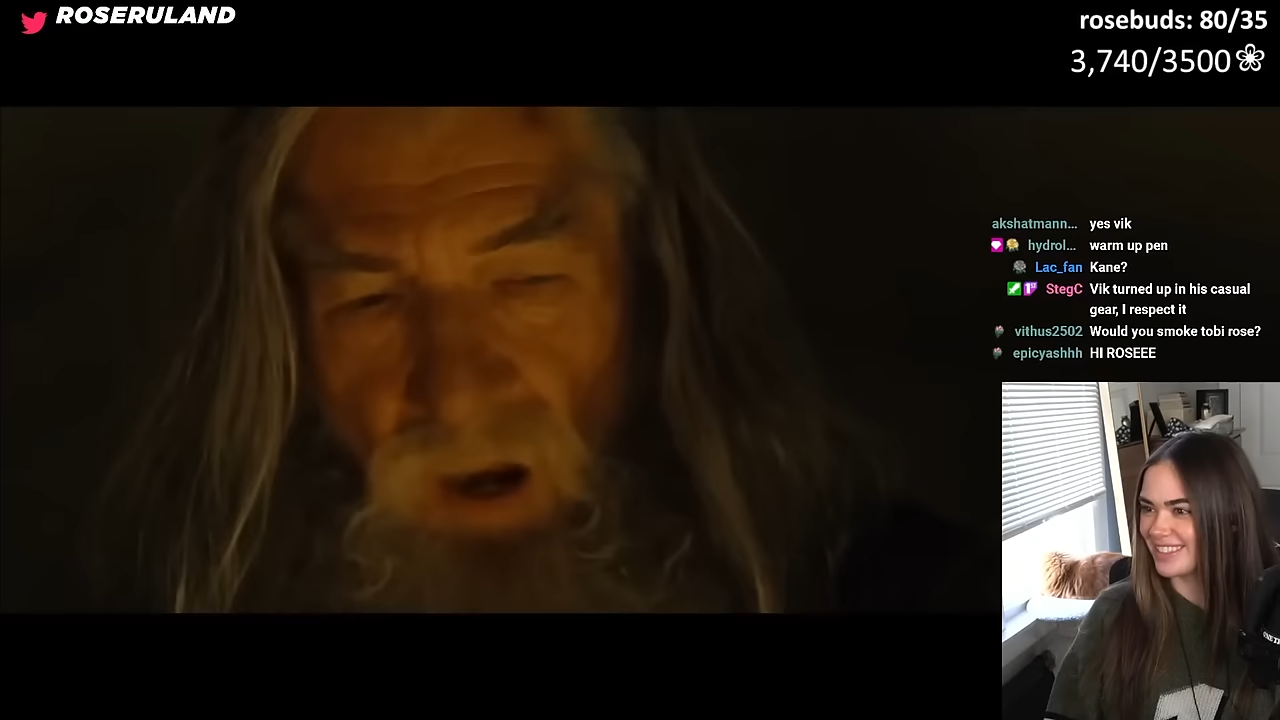 ROSERULAND
rosebuds: 80/35
3,740/3500
akshatmann... yes vik
hydrol... warm up pen
Lac_fan Kane?
StegC Vik turned up in his casual
gear, I respect it
vithus2502 Would you smoke tobi rose?
epicyashhh HI ROSEEE